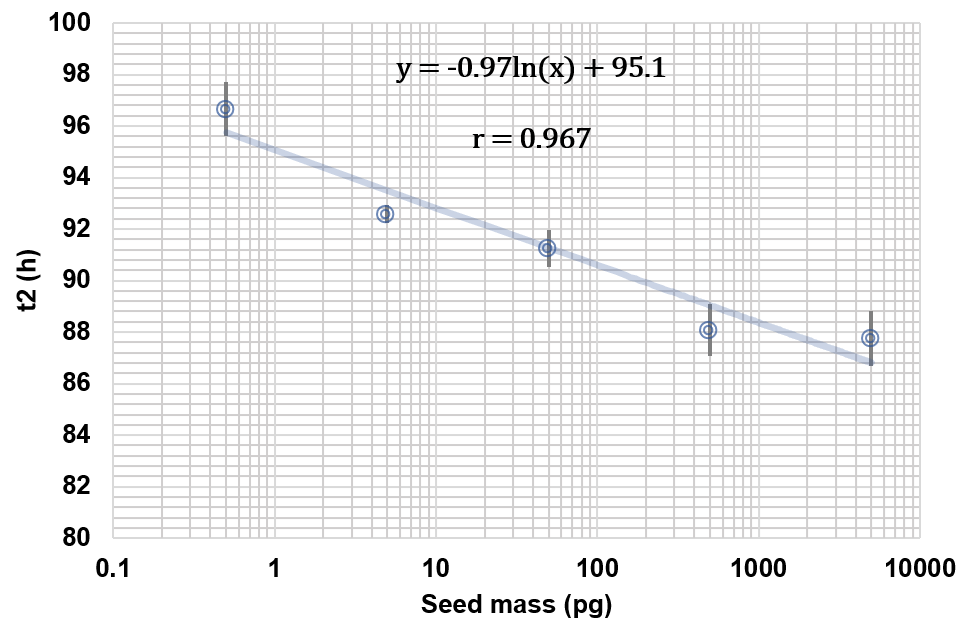 100
98
96
94
92
90
88
86
84
82
80
t2 (h)
y = -0.97ln(x) + 95.1
r = 0.967
0.1 1 10 100 1000 10000
Seed mass (pg)